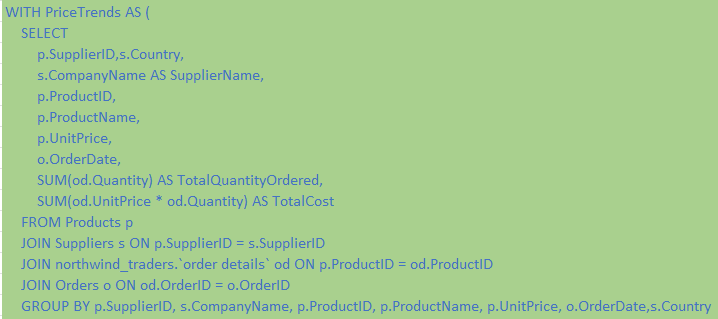 WITH PriceTrends AS (
SELECT
p.SupplierID,s.Country,
s.CompanyName AS SupplierName,
p.ProductID,
p.ProductName,
p.UnitPrice,
o.OrderDate,
SUM(od.Quantity) AS TotalQuantityOrdered,
SUM(od.UnitPrice * od.Quantity) AS TotalCost
FROM Products p
JOIN Suppliers s ON p.SupplierID = s.SupplierID
JOIN northwind_traders.`order details` od ON p.ProductID = od.ProductID
JOIN Orders o ON od.OrderID = o.OrderID
GROUP BY p.SupplierID, s.CompanyName, p.ProductID, p.ProductName, p.UnitPrice, o.OrderDate,s.Country